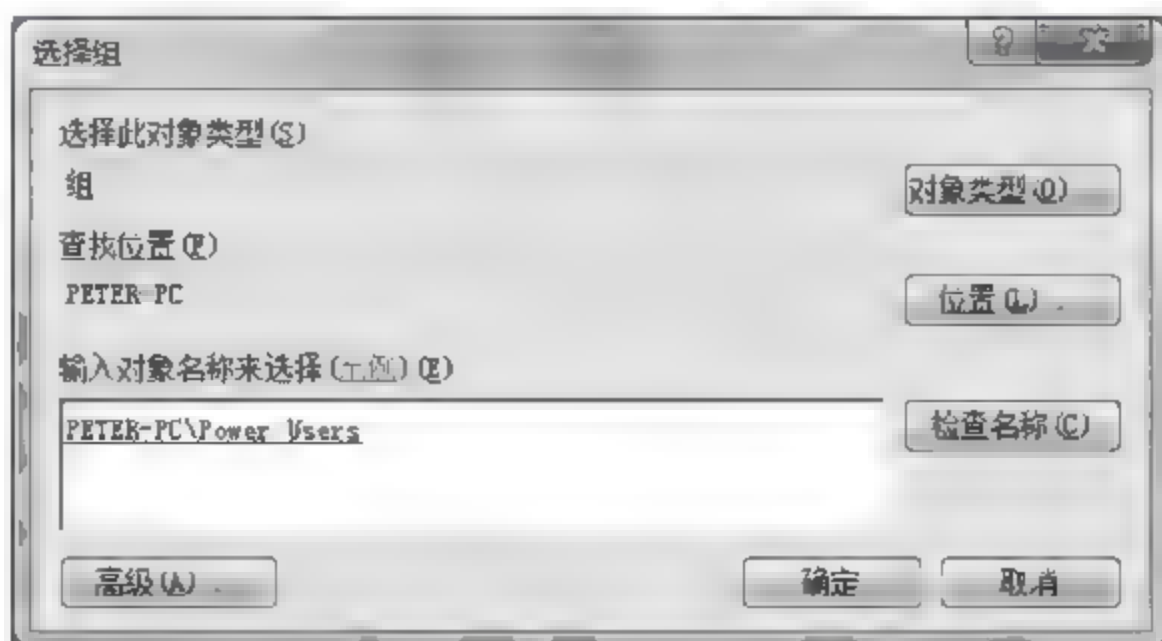 选择组
选择此对象类型(S)
组
对象类型(O)
查找位置(F)
PETER-PC
位置(L)
输入对象名称来选择(示例)(E)
PETER-PC\Power Users
检查名称(C)
高级(A)
确定
取消